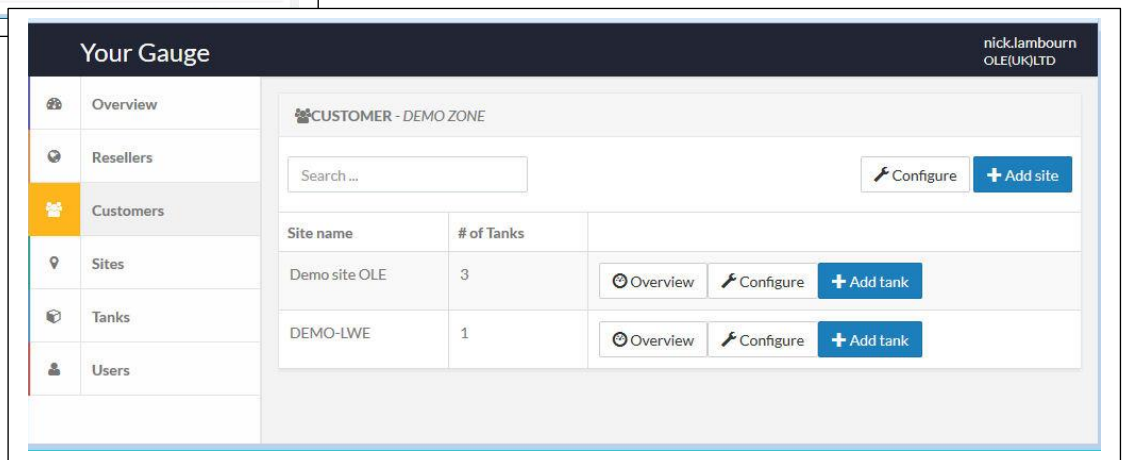 Your Gauge
nick.lambourn
OLE(UK)LTD
Overview
Resellers
Customers
Sites
Tanks
Users
CUSTOMER - DEMO ZONE
Search ...
Configure
+ Add site
Site name # of Tanks
Demo site OLE 3 Overview Configure + Add tank
DEMO-LWE 1 Overview Configure + Add tank